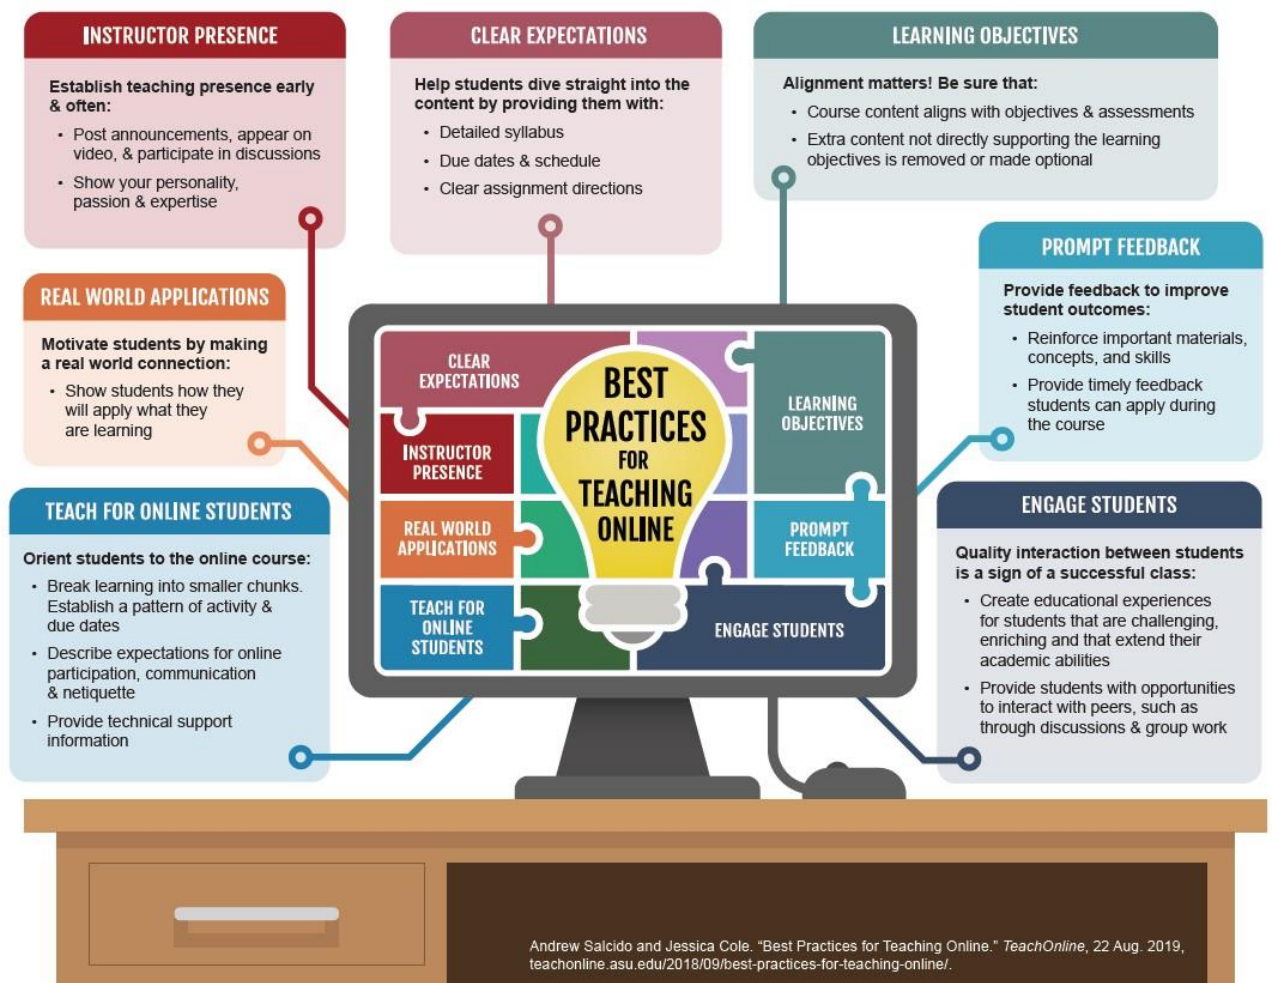 INSTRUCTOR PRESENCE
Establish teaching presence early
& often:
• Post announcements, appear on
video, & participate in discussions
• Show your personality,
passion & expertise
CLEAR EXPECTATIONS
Help students dive straight into the
content by providing them with:
• Detailed syllabus
• Due dates & schedule
• Clear assignment directions
LEARNING OBJECTIVES
Alignment matters! Be sure that:
• Course content aligns with objectives & assessments
• Extra content not directly supporting the learning
objectives is removed or made optional
PROMPT FEEDBACK
Provide feedback to improve
student outcomes:
• Reinforce important materials,
concepts, and skills
• Provide timely feedback
students can apply during
the course
REAL WORLD APPLICATIONS
Motivate students by making
a real world connection:
• Show students how they
will apply what they
are learning
CLEAR
EXPECTATIONS
INSTRUCTOR
PRESENCE
REAL WORLD
APPLICATIONS
TEACH FOR
ONLINE
STUDENTS
BEST
PRACTICES
FOR
TEACHING
ONLINE
LEARNING
OBJECTIVES
PROMPT
FEEDBACK
ENGAGE STUDENTS
TEACH FOR ONLINE STUDENTS
Orient students to the online course:
• Break learning into smaller chunks.
Establish a pattern of activity &
due dates
• Describe expectations for online
participation, communication
& netiquette
• Provide technical support
information
ENGAGE STUDENTS
Quality interaction between students
is a sign of a successful class:
• Create educational experiences
for students that are challenging,
enriching and that extend their
academic abilities
• Provide students with opportunities
to interact with peers, such as
through discussions & group work
Andrew Salcido and Jessica Cole. “Best Practices for Teaching Online.” TeachOnline, 22 Aug. 2019,
teachonline.asu.edu/2018/09/best-practices-for-teaching-online/.